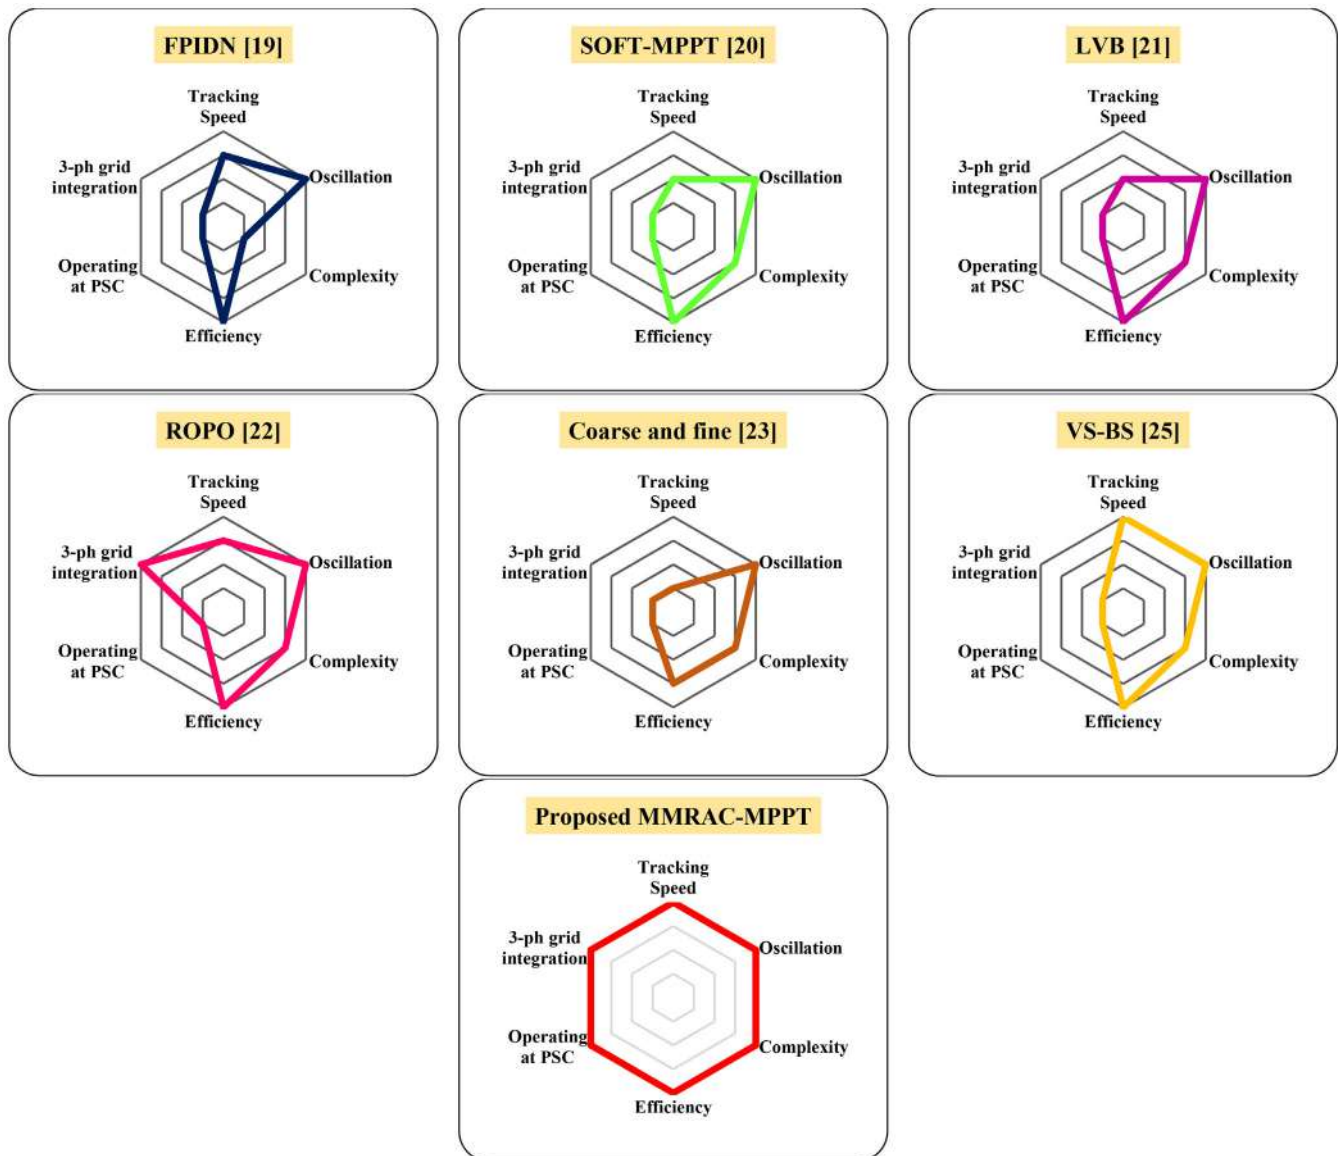 FPIDN [19]
Tracking
Speed
3-ph grid
integration
Oscillation
Operating
at PSC
Complexity
Efficiency
SOFT-MPPT [20]
Tracking
Speed
3-ph grid
integration
Oscillation
Operating
at PSC
Complexity
Efficiency
LVB [21]
Tracking
Speed
3-ph grid
integration
Oscillation
Operating
at PSC
Complexity
Efficiency
ROPO [22]
Tracking
Speed
3-ph grid
integration
Oscillation
Operating
at PSC
Complexity
Efficiency
Coarse and fine [23]
Tracking
Speed
3-ph grid
integration
Oscillation
Operating
at PSC
Complexity
Efficiency
VS-BS [25]
Tracking
Speed
3-ph grid
integration
Oscillation
Operating
at PSC
Complexity
Efficiency
Proposed MMRAC-MPPT
Tracking
Speed
3-ph grid
integration
Oscillation
Operating
at PSC
Complexity
Efficiency